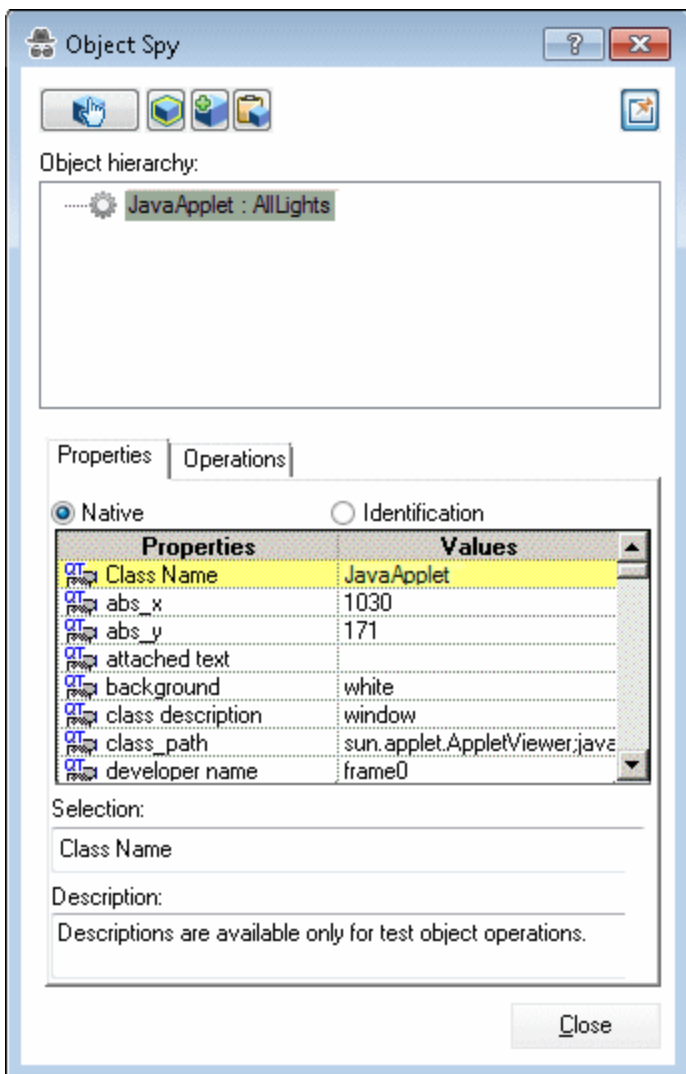 Object Spy
Object hierarchy:
JavaApplet : AllLights
Properties Operations
Native Identification
Properties Values
Class Name JavaApplet
abs_x 1030
abs_y 171
attached text
background white
class description window
class_path sun.applet.AppletViewer;java
developer name frame0
Selection:
Class Name
Description:
Descriptions are available only for test object operations.
Close